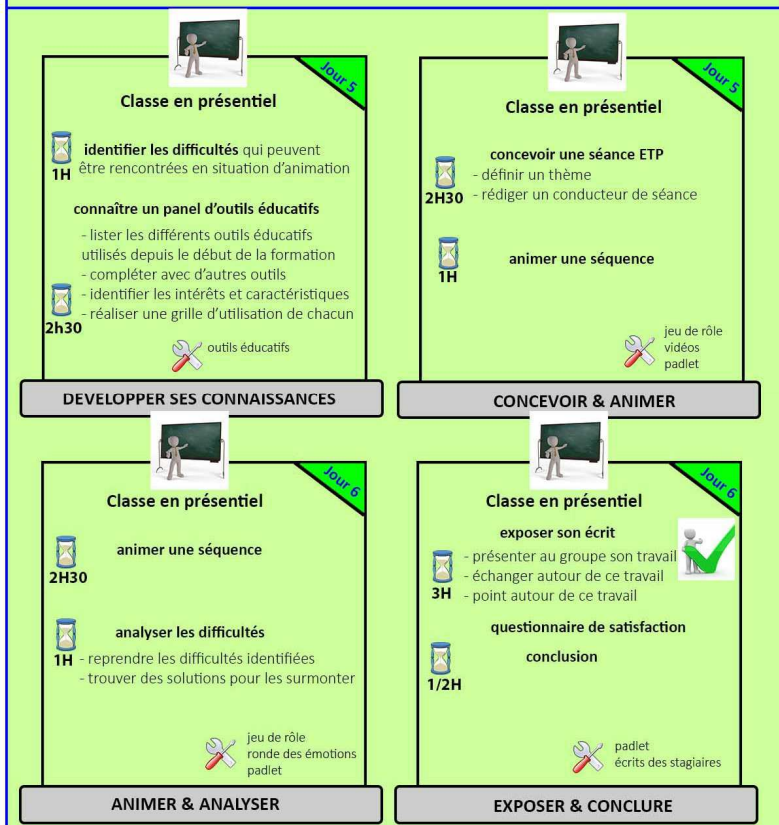 Jour 5
Classe en présentiel
identifier les difficultés qui peuvent
être rencontrées en situation d'animation
1H
connaître un panel d'outils éducatifs
- lister les différents outils éducatifs
utilisés depuis le début de la formation
- compléter avec d'autres outils
- identifier les intérêts et caractéristiques
- réaliser une grille d'utilisation de chacun
2h30
outils éducatifs
DEVELOPPER SES CONNAISSANCES
Jour 5
Classe en présentiel
concevoir une séance ETP
- définir un thème
- rédiger un conducteur de séance
2H30
animer une séquence
1H
jeu de rôle
vidéos
padlet
CONCEVOIR & ANIMER
Jour 6
Classe en présentiel
animer une séquence
2H30
analyser les difficultés
1H
- reprendre les difficultés identifiées
- trouver des solutions pour les surmonter
jeu de rôle
ronde des émotions
padlet
ANIMER & ANALYSER
Jour 6
Classe en présentiel
exposer son écrit
- présenter au groupe son travail
- échanger autour de ce travail
3H
- point autour de ce travail
questionnaire de satisfaction
conclusion
1/2H
padlet
écrits des stagiaires
EXPOSER & CONCLURE